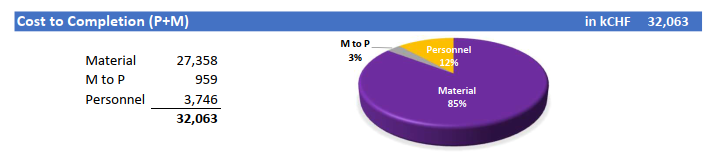 Cost to Completion (P+M) in kCHF 32,063
Material 27,358
M to P 959
Personnel 3,746
32,063
M to P
3%
Personnel
12%
Material
85%